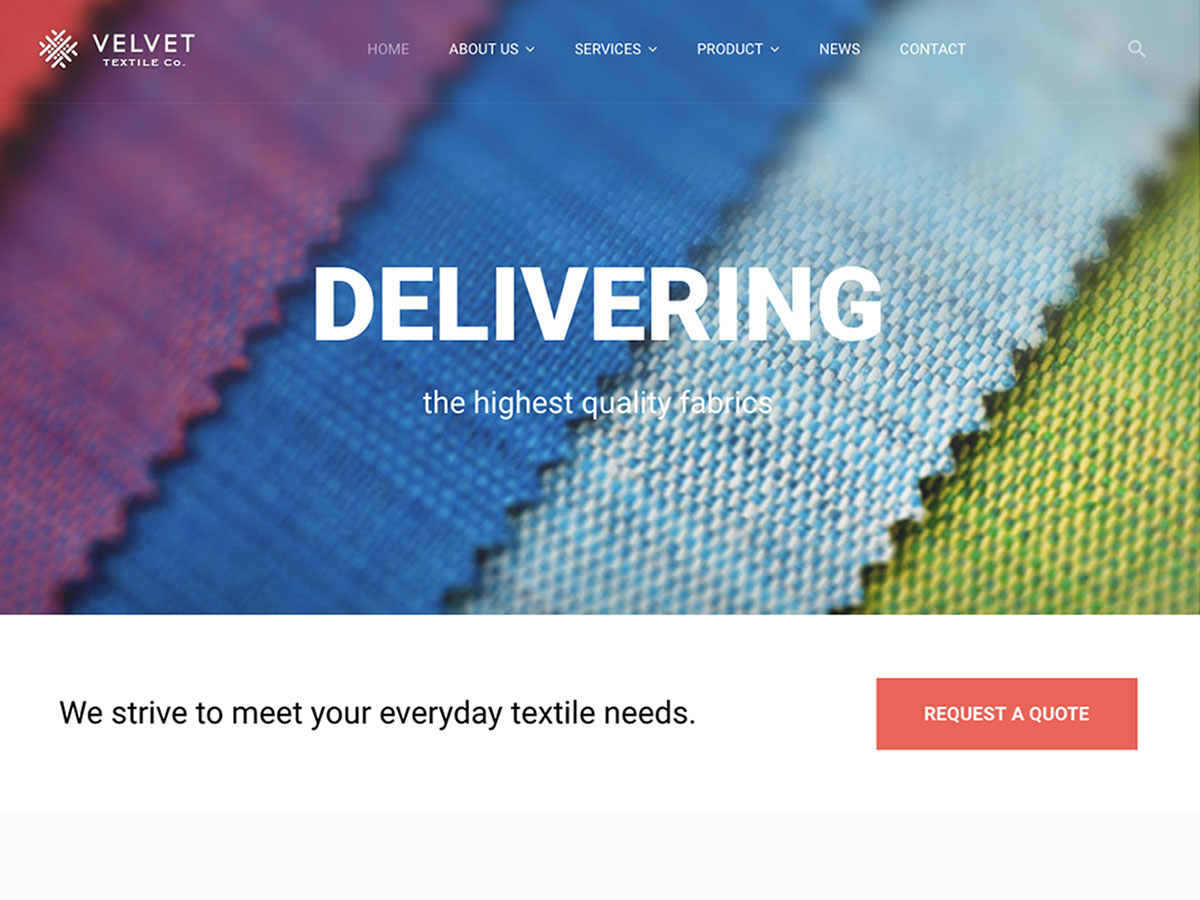 VELVET
TEXTILE Co.
HOME ABOUT US SERVICES PRODUCT NEWS CONTACT
DELIVERING
the highest quality fabrics
We strive to meet your everyday textile needs.
REQUEST A QUOTE